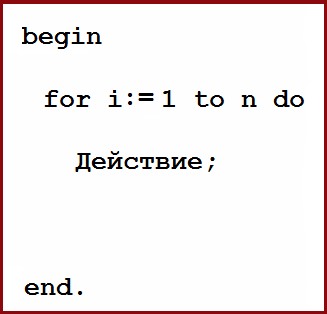 begin
for i:= 1 to n do
Действие;
end.